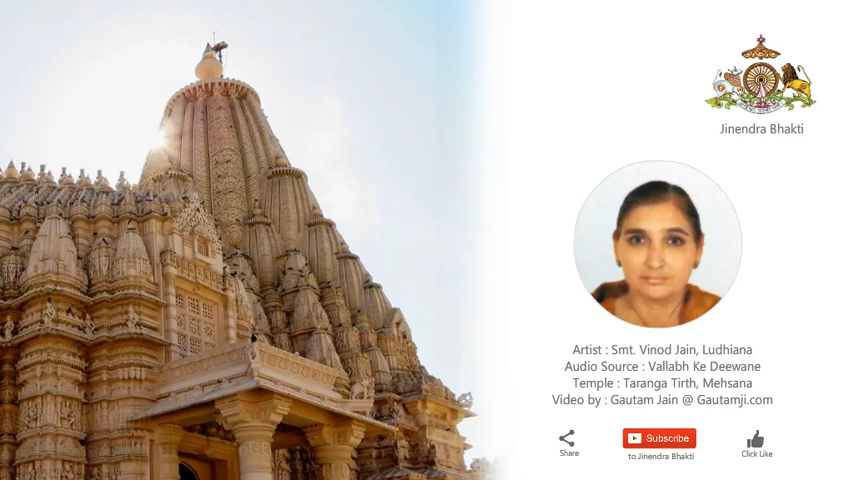 Jinendra Bhakti
Artist : Smt. Vinod Jain, Ludhiana
Audio Source : Vallabh Ke Deewane
Temple : Taranga Tirth, Mehsana
Video by : Gautam Jain @ Gautamji.com
Share
Subscribe
to Jinendra Bhakti
Click Like